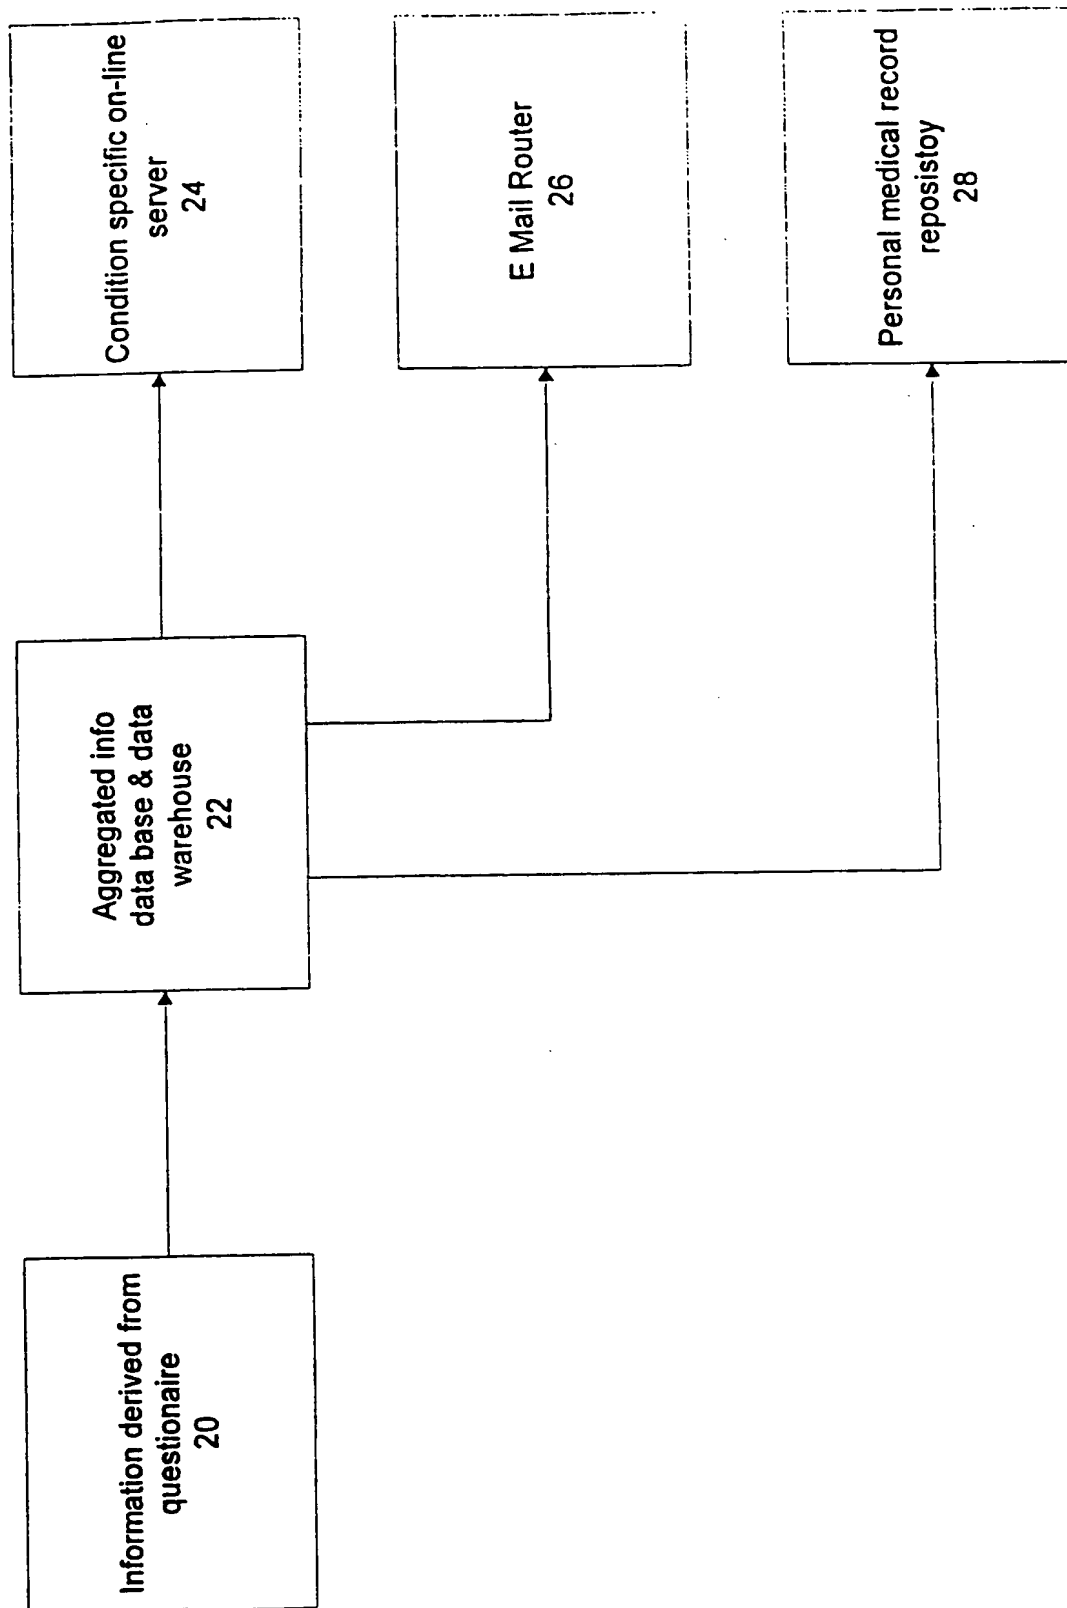 Information derived from
questionaire
20
Aggregated info
data base & data
warehouse
22
Condition specific on-line
server
24
E Mail Router
26
Personal medical record
reposistoy
28